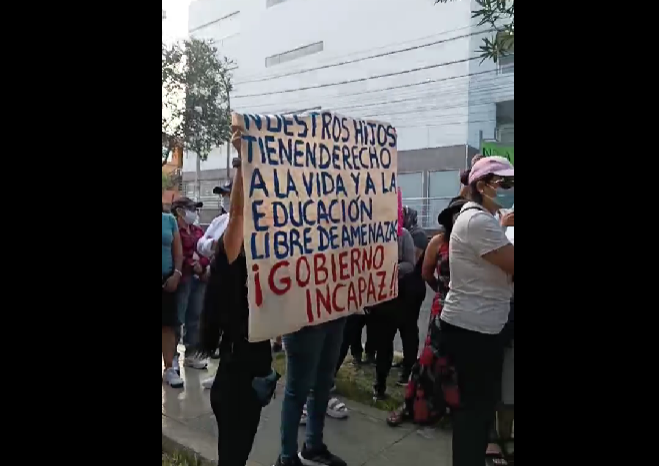 NUESTROS HIJOS
TIENEN DERECHO
A LA VIDA Y A LA
EDUCACIÓN
LIBRE DE AMENAZAS
¡GOBIERNO
INCAPAZ!!